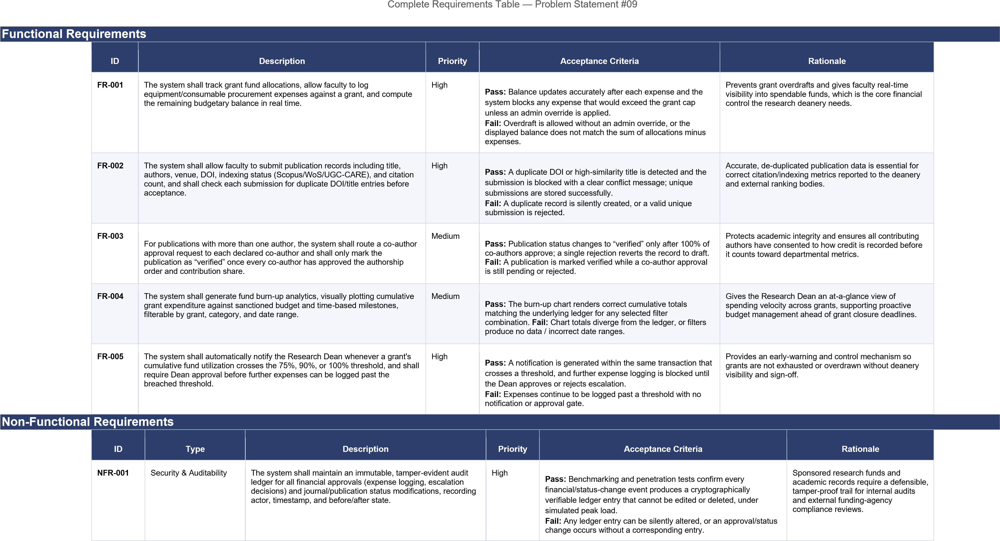 Complete Requirements Table — Problem Statement #09
Functional Requirements
ID Description Priority Acceptance Criteria Rationale
FR-001
The system shall track grant fund allocations, allow faculty to log
equipment/consumable procurement expenses against a grant, and compute
the remaining budgetary balance in real time.
High
Pass: Balance updates accurately after each expense and the
system blocks any expense that would exceed the grant cap
unless an admin override is applied.
Fail: Overdraft is allowed without an admin override, or the
displayed balance does not match the sum of allocations minus
expenses.
Prevents grant overdrafts and gives faculty real-time
visibility into spendable funds, which is the core financial
control the research deanery needs.
FR-002
The system shall allow faculty to submit publication records including title,
authors, venue, DOI, indexing status (Scopus/WoS/UGC-CARE), and citation
count, and shall check each submission for duplicate DOI/title entries before
acceptance.
High
Pass: A duplicate DOI or high-similarity title is detected and the
submission is blocked with a clear conflict message; unique
submissions are stored successfully.
Fail: A duplicate record is silently created, or a valid unique
submission is rejected.
Accurate, de-duplicated publication data is essential for
correct citation/indexing metrics reported to the deanery
and external ranking bodies.
FR-003
For publications with more than one author, the system shall route a co-author
approval request to each declared co-author and shall only mark the
publication as “verified” once every co-author has approved the authorship
order and contribution share.
Medium
Pass: Publication status changes to “verified” only after 100% of
co-authors approve; a single rejection reverts the record to draft.
Fail: A publication is marked verified while a co-author approval
is still pending or rejected.
Protects academic integrity and ensures all contributing
authors have consented to how credit is recorded before
it counts toward departmental metrics.
FR-004
The system shall generate fund burn-up analytics, visually plotting cumulative
grant expenditure against sanctioned budget and time-based milestones,
filterable by grant, category, and date range.
Medium
Pass: The burn-up chart renders correct cumulative totals
matching the underlying ledger for any selected filter
combination. Fail: Chart totals diverge from the ledger, or filters
produce no data / incorrect date ranges.
Gives the Research Dean an at-a-glance view of
spending velocity across grants, supporting proactive
budget management ahead of grant closure deadlines.
FR-005
The system shall automatically notify the Research Dean whenever a grant's
cumulative fund utilization crosses the 75%, 90%, or 100% threshold, and shall
require Dean approval before further expenses can be logged past the
breached threshold.
High
Pass: A notification is generated within the same transaction that
crosses a threshold, and further expense logging is blocked until
the Dean approves or rejects escalation.
Fail: Expenses continue to be logged past a threshold with no
notification or approval gate.
Provides an early-warning and control mechanism so
grants are not exhausted or overdrawn without deanery
visibility and sign-off.
Non-Functional Requirements
ID Type Description Priority Acceptance Criteria Rationale
NFR-001
Security & Auditability
The system shall maintain an immutable, tamper-evident audit
ledger for all financial approvals (expense logging, escalation
decisions) and journal/publication status modifications, recording
actor, timestamp, and before/after state.
High
Pass: Benchmarking and penetration tests confirm every
financial/status-change event produces a cryptographically
verifiable ledger entry that cannot be edited or deleted, under
simulated peak load.
Fail: Any ledger entry can be silently altered, or an approval/status
change occurs without a corresponding entry.
Sponsored research funds and
academic records require a defensible,
tamper-proof trail for internal audits
and external funding-agency
compliance reviews.